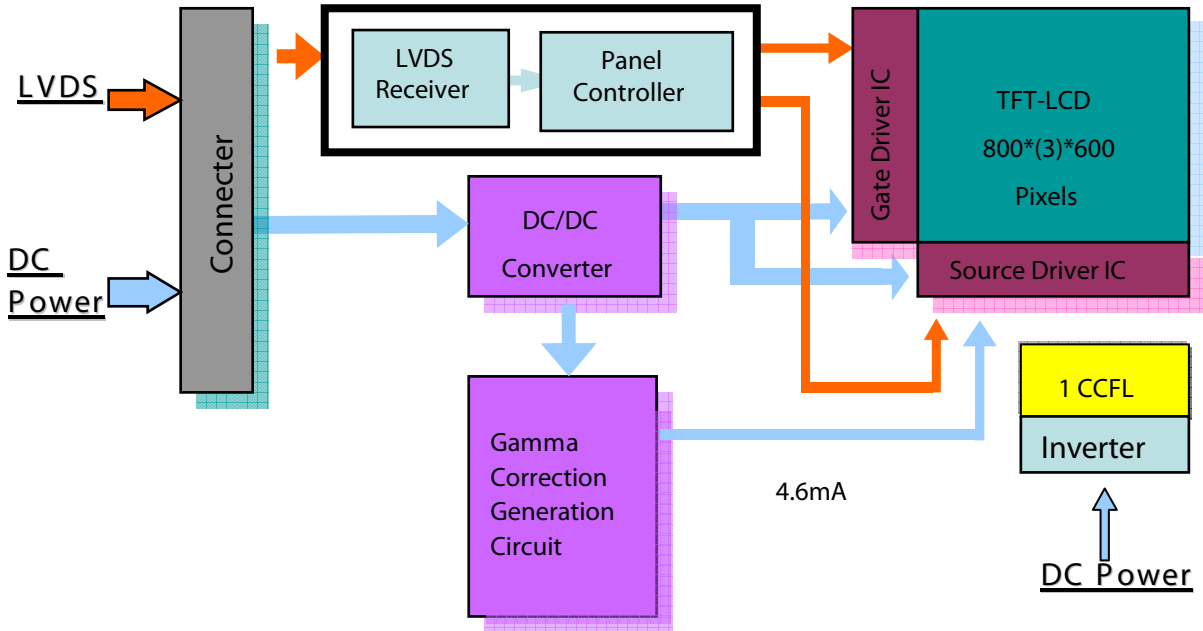 LVDS
DC
Power
Connecter
LVDS
Receiver
Panel
Controller
DC/DC
Converter
Gamma
Correction
Generation
Circuit
Gate Driver IC
TFT-LCD
800*(3)*600
Pixels
Source Driver IC
4.6mA
1 CCFL
Inverter
DC Power